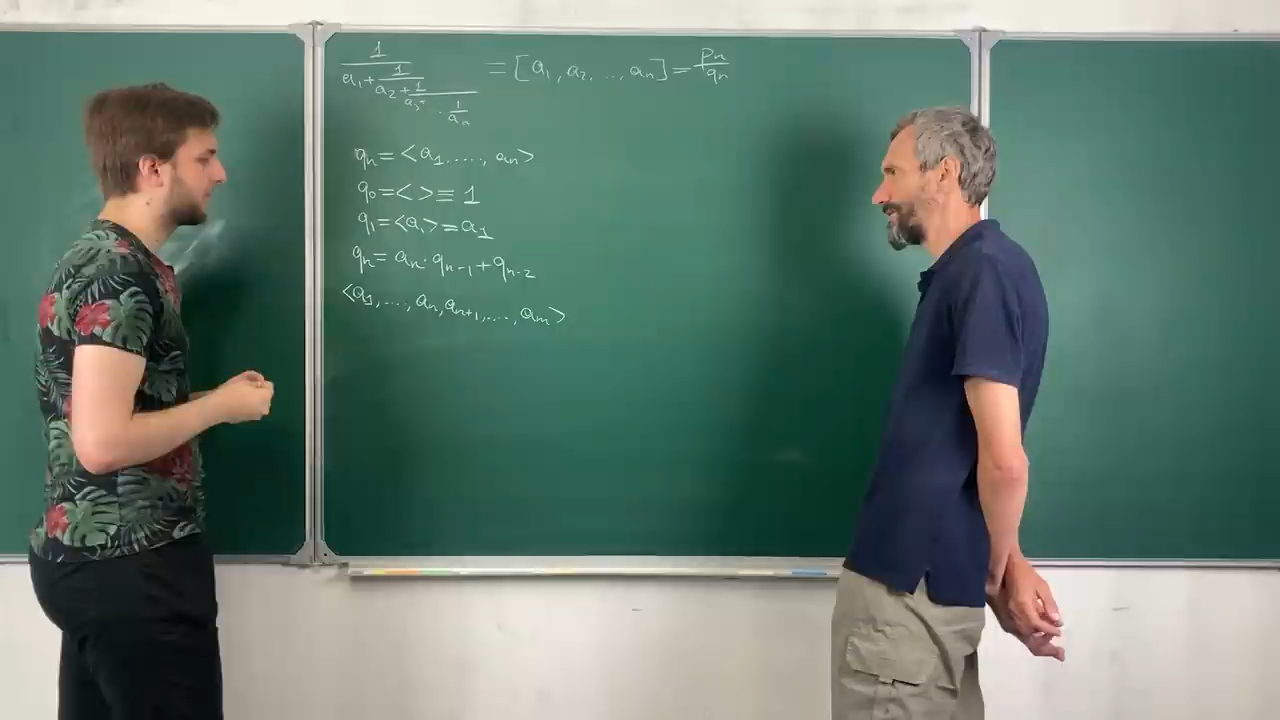 1/(a₁+1/(a₂+1/(a₃+...1/aₙ))) = [a₁, a₂, ..., aₙ] = pₙ/qₙ
qₙ = <a₁....., aₙ>
q₀ = < > ≡ 1
q₁ = <a₁> = a₁
qₙ = aₙ·qₙ₋₁+qₙ₋₂
<a₁, ..., aₙ, aₙ₊₁, ..., aₘ>